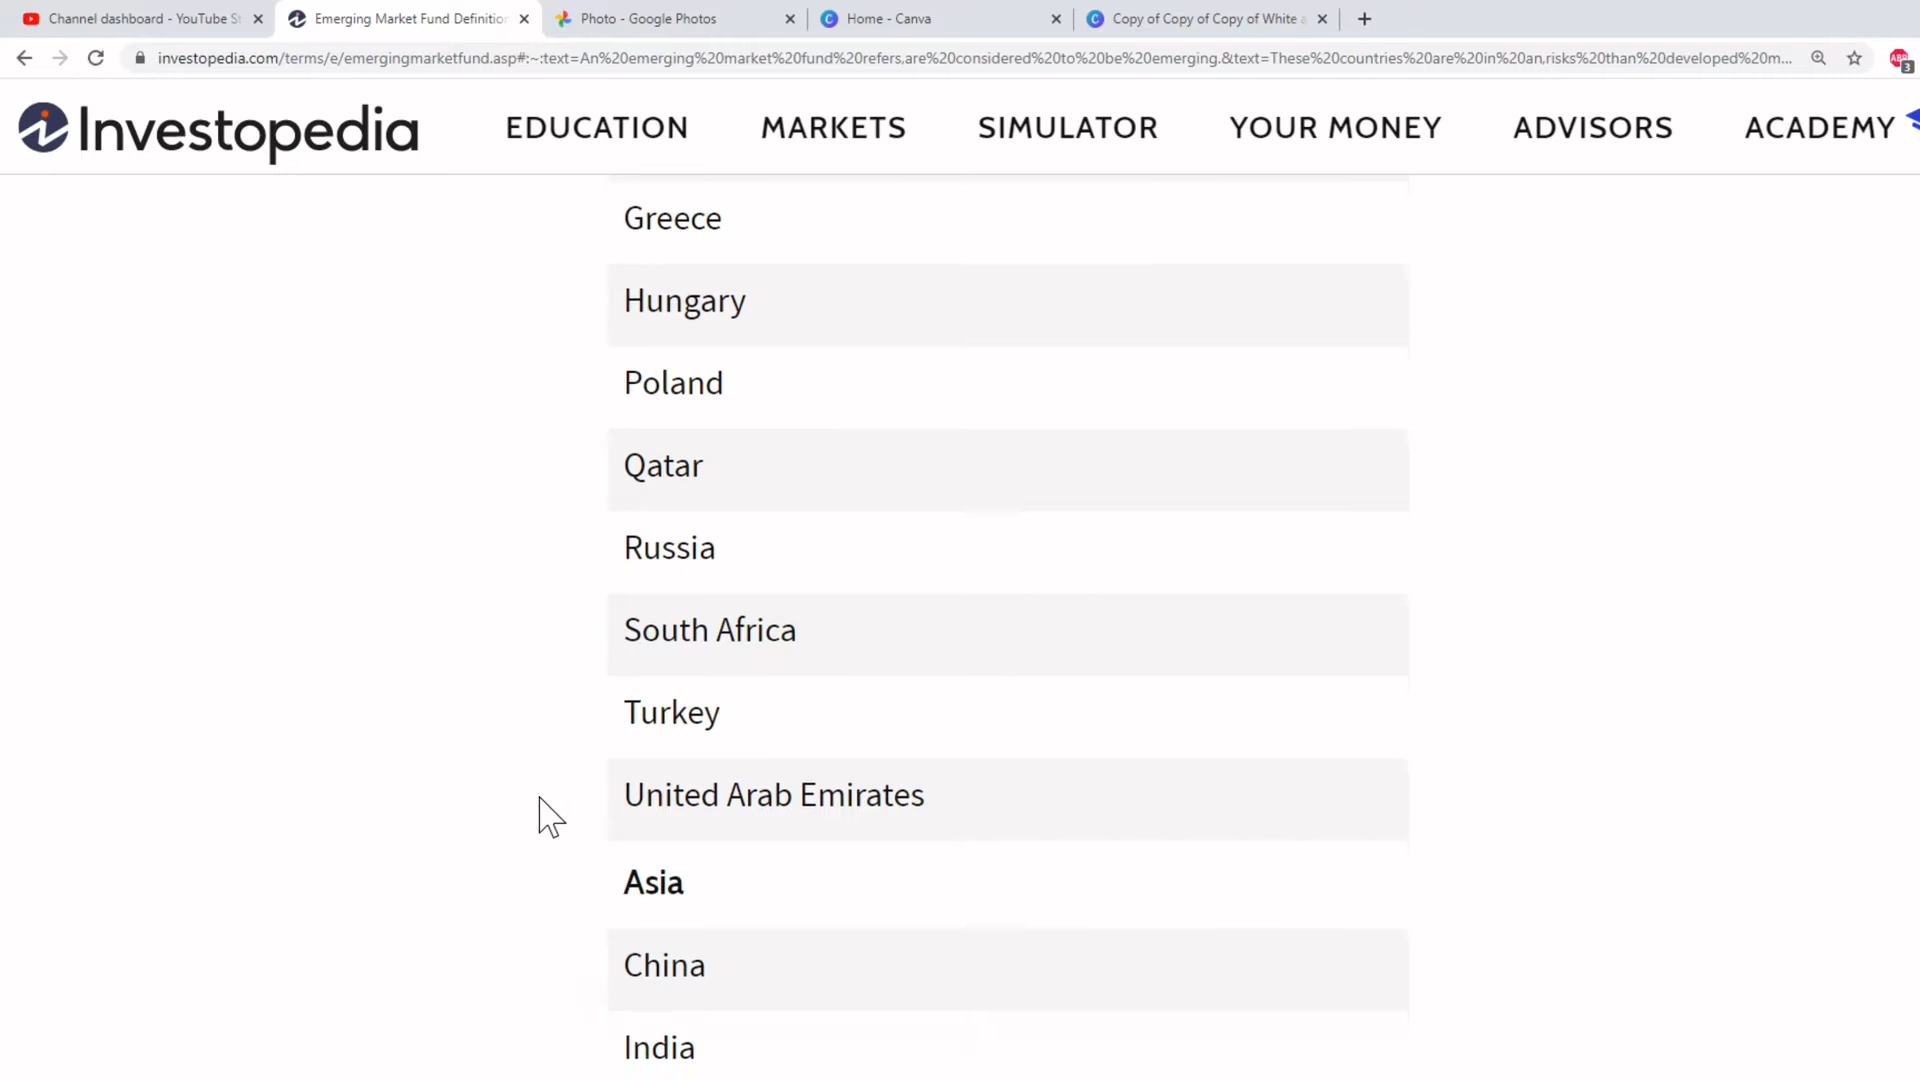 Channel dashboard - YouTube St
Emerging Market Fund Definition
Photo - Google Photos
Home - Canva
Copy of Copy of Copy of White a
investopedia.com/terms/e/emergingmarketfund.asp#:~:text=An%20emerging%20market%20fund%20refers,are%20considered%20to%20be%20emerging.&text=These%20countries%20are%20in%20an,risks%20than%20developed%20m...
ABP
3
Investopedia
EDUCATION
MARKETS
SIMULATOR
YOUR MONEY
ADVISORS
ACADEMY
Greece
Hungary
Poland
Qatar
Russia
South Africa
Turkey
United Arab Emirates
Asia
China
India